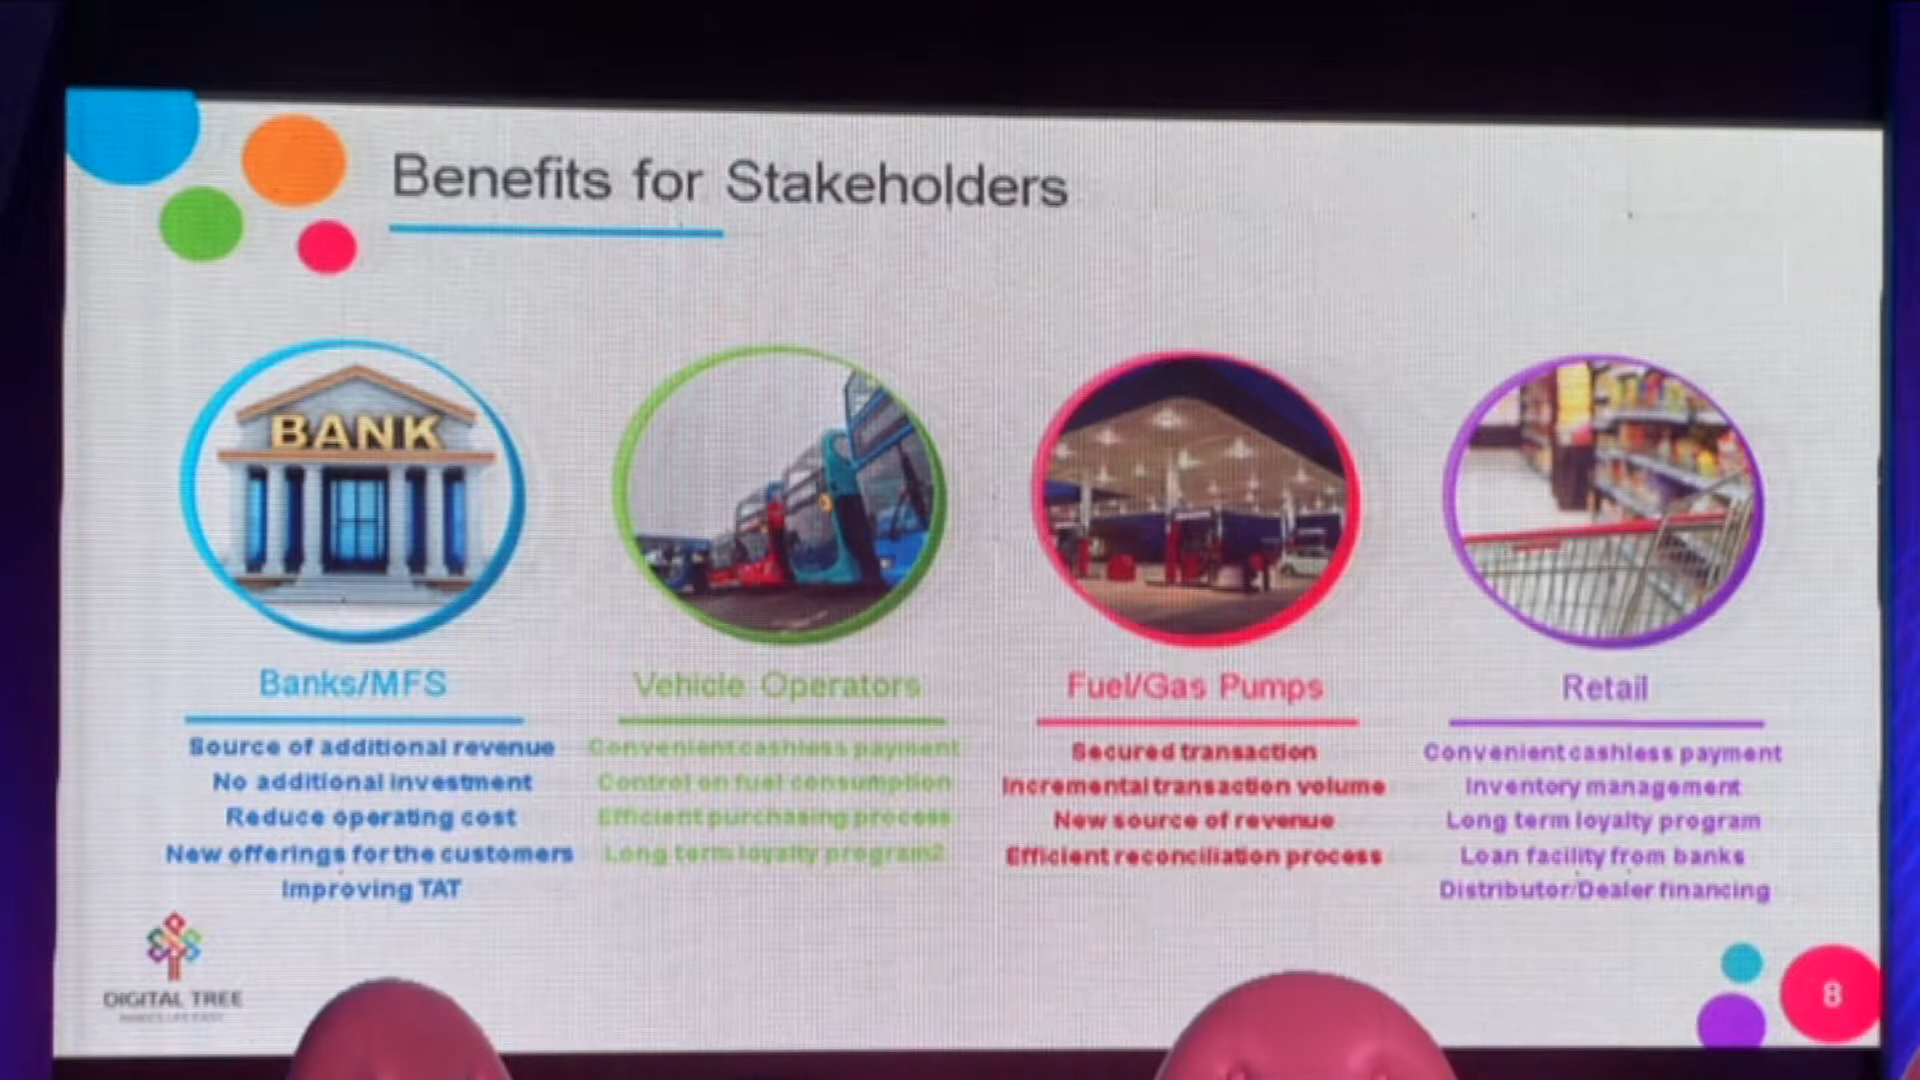 Benefits for Stakeholders
BANK
Banks/MFS
Source of additional revenue
No additional investment
Reduce operating cost
New offerings for the customers
Improving TAT
Vehicle Operators
Convenient cashless payment
Control on fuel consumption
Efficient purchasing process
Long term loyalty program2
Fuel/Gas Pumps
Secured transaction
Incremental transaction volume
New source of revenue
Efficient reconciliation process
Retail
Convenient cashless payment
Inventory management
Long term loyalty program
Loan facility from banks
Distributor/Dealer financing
DIGITAL TREE
8